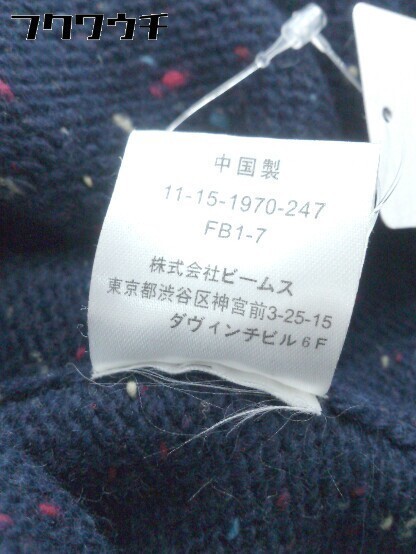 フクワウチ
中国製
11-15-1970-247
FB1-7
株式会社ビームス
東京都渋谷区神宮前3-25-15
ダヴィンチビル6F